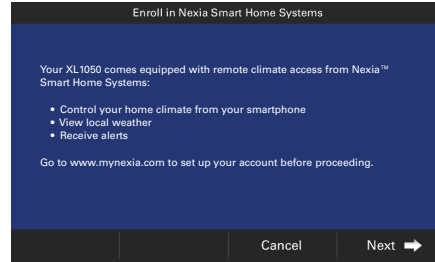 Enroll in Nexia Smart Home Systems
Your XL1050 comes equipped with remote climate access from Nexia™
Smart Home Systems:
• Control your home climate from your smartphone
• View local weather
• Receive alerts
Go to www.mynexia.com to set up your account before proceeding.
Cancel
Next